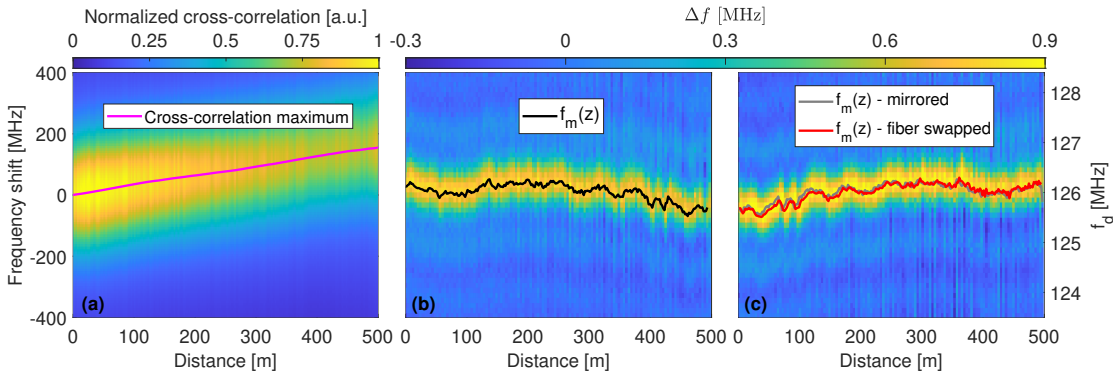 Normalized cross-correlation [a.u.]
0 0.25 0.5 0.75 1
Δf [MHz]
-0.3 0 0.3 0.6 0.9
Frequency shift [MHz]
400
200
0
-200
-400
Cross-correlation maximum
(a)
0 100 200 300 400 500
Distance [m]
f_m(z)
(b)
0 100 200 300 400 500
Distance [m]
f_m(z) - mirrored
f_m(z) - fiber swapped
(c)
0 100 200 300 400 500
Distance [m]
128
127
126
125
124
f_d [MHz]